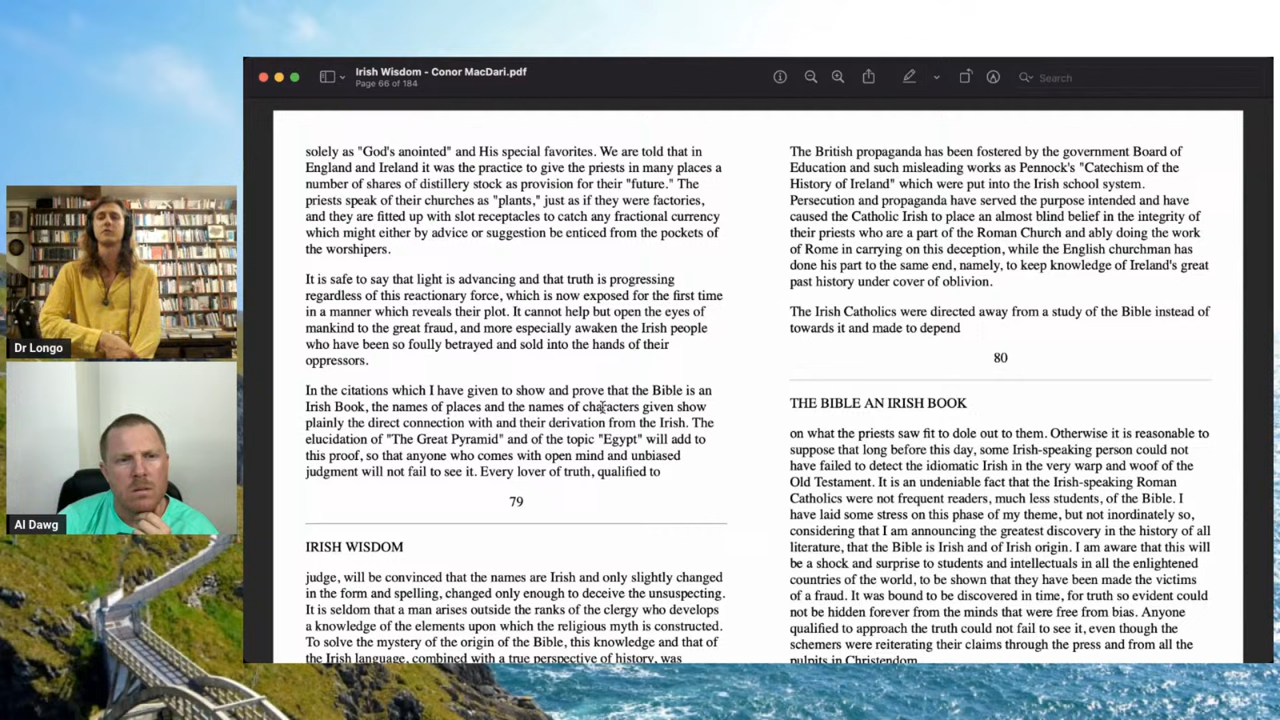 Irish Wisdom - Conor MacDari.pdf
Page 66 of 184
Search
solely as "God's anointed" and His special favorites. We are told that in
England and Ireland it was the practice to give the priests in many places a
number of shares of distillery stock as provision for their "future." The
priests speak of their churches as "plants," just as if they were factories,
and they are fitted up with slot receptacles to catch any fractional currency
which might either by advice or suggestion be enticed from the pockets of
the worshipers.
It is safe to say that light is advancing and that truth is progressing
regardless of this reactionary force, which is now exposed for the first time
in a manner which reveals their plot. It cannot help but open the eyes of
mankind to the great fraud, and more especially awaken the Irish people
who have been so foully betrayed and sold into the hands of their
oppressors.
In the citations which I have given to show and prove that the Bible is an
Irish Book, the names of places and the names of characters given show
plainly the direct connection with and their derivation from the Irish. The
elucidation of "The Great Pyramid" and of the topic "Egypt" will add to
this proof, so that anyone who comes with open mind and unbiased
judgment will not fail to see it. Every lover of truth, qualified to
79
IRISH WISDOM
judge, will be convinced that the names are Irish and only slightly changed
in the form and spelling, changed only enough to deceive the unsuspecting.
It is seldom that a man arises outside the ranks of the clergy who develops
a knowledge of the elements upon which the religious myth is constructed.
To solve the mystery of the origin of the Bible, this knowledge and that of
the Irish language, combined with a true perspective of history, was
The British propaganda has been fostered by the government Board of
Education and such misleading works as Pennock's "Catechism of the
History of Ireland" which were put into the Irish school system.
Persecution and propaganda have served the purpose intended and have
caused the Catholic Irish to place an almost blind belief in the integrity of
their priests who are a part of the Roman Church and ably doing the work
of Rome in carrying on this deception, while the English churchman has
done his part to the same end, namely, to keep knowledge of Ireland's great
past history under cover of oblivion.
The Irish Catholics were directed away from a study of the Bible instead of
towards it and made to depend
80
THE BIBLE AN IRISH BOOK
on what the priests saw fit to dole out to them. Otherwise it is reasonable to
suppose that long before this day, some Irish-speaking person could not
have failed to detect the idiomatic Irish in the very warp and woof of the
Old Testament. It is an undeniable fact that the Irish-speaking Roman
Catholics were not frequent readers, much less students, of the Bible. I
have laid some stress on this phase of my theme, but not inordinately so,
considering that I am announcing the greatest discovery in the history of all
literature, that the Bible is Irish and of Irish origin. I am aware that this will
be a shock and surprise to students and intellectuals in all the enlightened
countries of the world, to be shown that they have been made the victims
of a fraud. It was bound to be discovered in time, for truth so evident could
not be hidden forever from the minds that were free from bias. Anyone
qualified to approach the truth could not fail to see it, even though the
schemers were reiterating their claims through the press and from all the
pulpits in Christendom
Dr Longo
Al Dawg